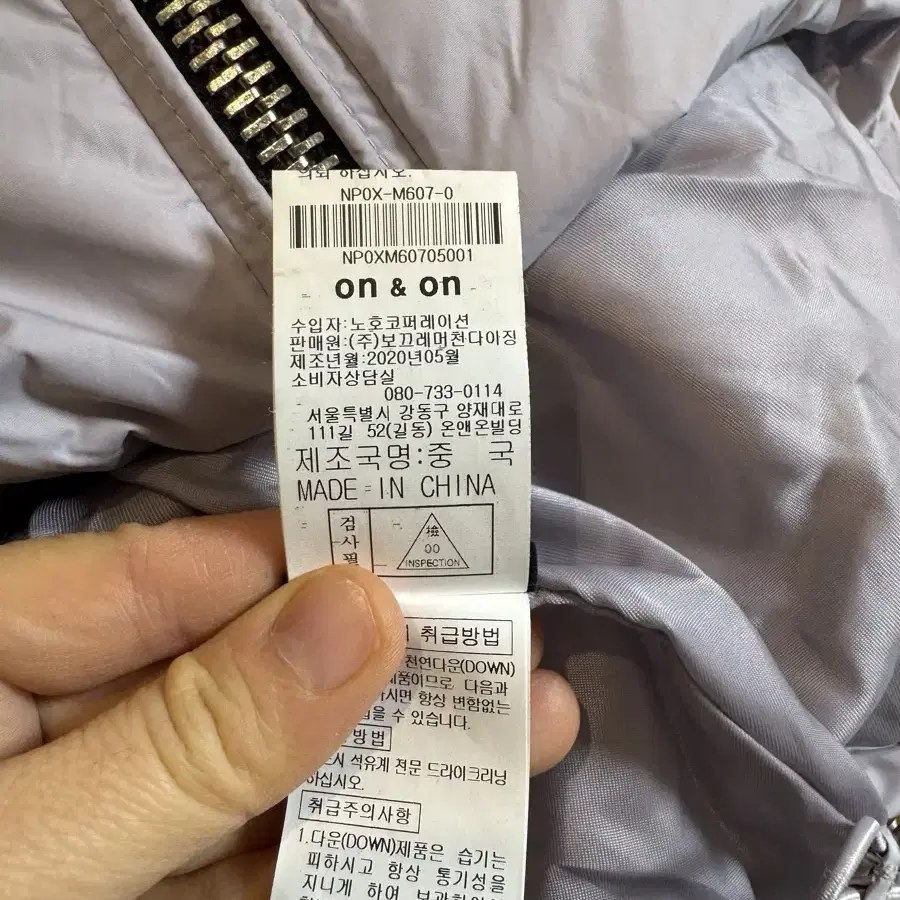 의뢰 하십시오.
NP0X-M607-0
NP0XM60705001
on & on
수입자:노호코퍼레이션
판매원:(주)보끄레머천다이징
제조년월:2020년05월
소비자상담실
080-733-0114
서울특별시 강동구 양재대로
111길 52(길동) 온앤온빌딩
제조국명:중 국
MADE IN CHINA
검사필
檢
00
INSPECTION
취급방법
천연다운(DOWN)
제품이므로 다음과
항상 변함없는
수 있습니다.
방법
석유계 전문 드라이크리닝
하십시오.
취급주의사항
1.다운(DOWN)제품은 습기는
피하시고 항상 통기성을
지니게 하여